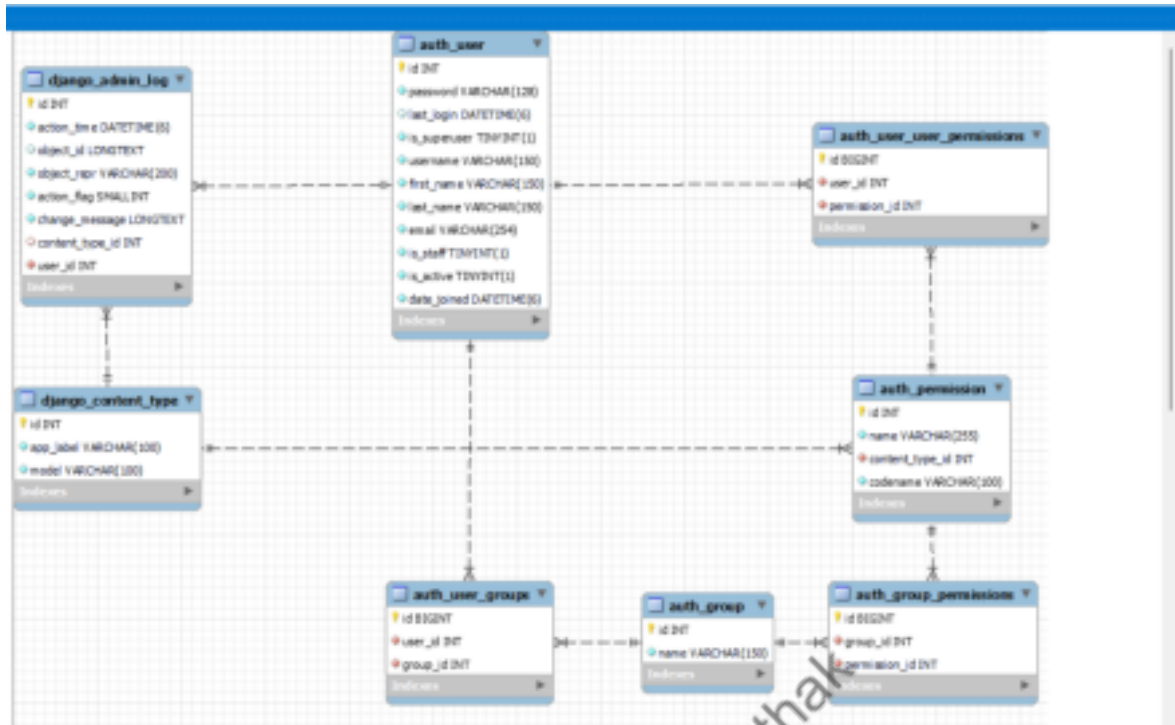 auth_user
id INT
password VARCHAR(128)
last_login DATETIME(6)
is_superuser TINYINT(1)
username VARCHAR(150)
first_name VARCHAR(150)
last_name VARCHAR(150)
email VARCHAR(254)
is_staff TINYINT(1)
is_active TINYINT(1)
date_joined DATETIME(6)
Indexes
django_admin_log
id INT
action_time DATETIME(6)
object_id LONGTEXT
object_repr VARCHAR(200)
action_flag SMALLINT
change_message LONGTEXT
content_type_id INT
user_id INT
Indexes
auth_user_user_permissions
id BIGINT
user_id INT
permission_id INT
Indexes
django_content_type
id INT
app_label VARCHAR(100)
model VARCHAR(100)
Indexes
auth_permission
id INT
name VARCHAR(255)
content_type_id INT
codename VARCHAR(100)
Indexes
auth_user_groups
id BIGINT
user_id INT
group_id INT
Indexes
auth_group
id INT
name VARCHAR(150)
Indexes
auth_group_permissions
id BIGINT
group_id INT
permission_id INT
Indexes